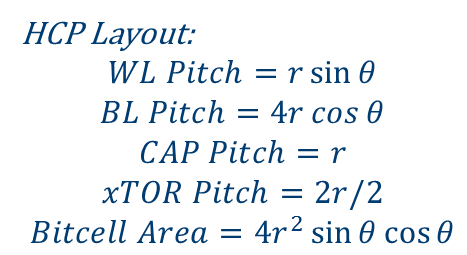 HCP Layout:
WL Pitch = r sin θ
BL Pitch = 4r cos θ
CAP Pitch = r
xTOR Pitch = 2r/2
Bitcell Area = 4r² sin θ cos θ